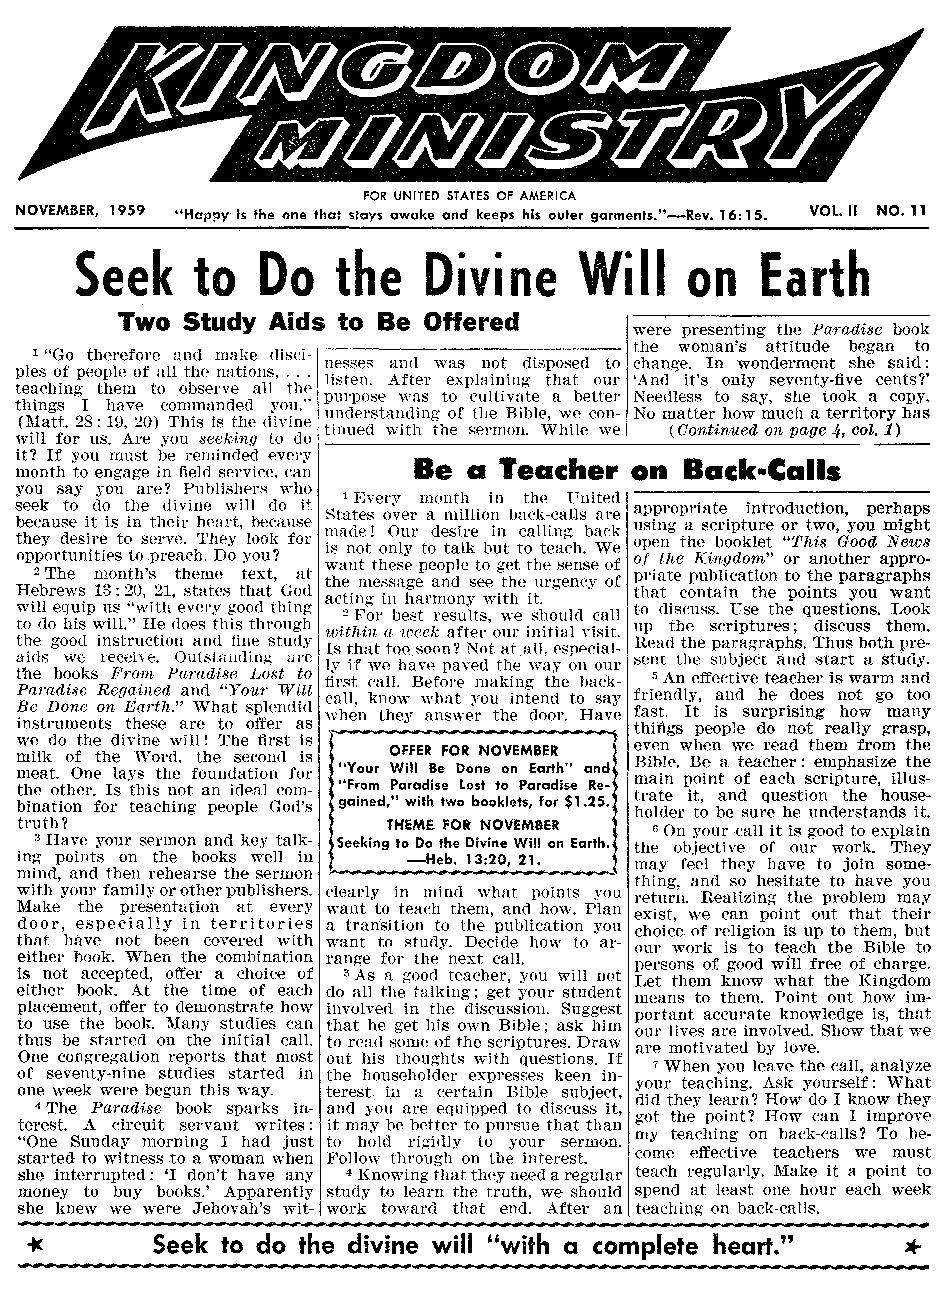 KINGDOM
MINISTRY
FOR UNITED STATES OF AMERICA
NOVEMBER, 1959 "Happy is the one that stays awake and keeps his outer garments."—Rev. 16:15. VOL. II NO. 11
Seek to Do the Divine Will on Earth
Two Study Aids to Be Offered
1 "Go therefore and make disci-
ples of people of all the nations, . . .
teaching them to observe all the
things I have commanded you."
(Matt. 28:19, 20) This is the divine
will for us. Are you seeking to do
it? If you must be reminded every
month to engage in field service, can
you say you are? Publishers who
seek to do the divine will do it
because it is in their heart, because
they desire to serve. They look for
opportunities to preach. Do you?
2 The month's theme text, at
Hebrews 13:20, 21, states that God
will equip us "with every good thing
to do his will." He does this through
the good instruction and fine study
aids we receive. Outstanding are
the books From Paradise Lost to
Paradise Regained and "Your Will
Be Done on Earth." What splendid
instruments these are to offer as
we do the divine will! The first is
milk of the Word, the second is
meat. One lays the foundation for
the other. Is this not an ideal com-
bination for teaching people God's
truth?
3 Have your sermon and key talk-
ing points on the books well in
mind, and then rehearse the sermon
with your family or other publishers.
Make the presentation at every
door, especially in territories
that have not been covered with
either book. When the combination
is not accepted, offer a choice of
either book. At the time of each
placement, offer to demonstrate how
to use the book. Many studies can
thus be started on the initial call.
One congregation reports that most
of seventy-nine studies started in
one week were begun this way.
4 The Paradise book sparks in-
terest. A circuit servant writes:
"One Sunday morning I had just
started to witness to a woman when
she interrupted: 'I don't have any
money to buy books.' Apparently
she knew we were Jehovah's wit-
nesses and was not disposed to
listen. After explaining that our
purpose was to cultivate a better
understanding of the Bible, we con-
tinued with the sermon. While we
were presenting the Paradise book
the woman's attitude began to
change. In wonderment she said:
'And it's only seventy-five cents?'
Needless to say, she took a copy.
No matter how much a territory has
(Continued on page 4, col. 1)
Be a Teacher on Back-Calls
1 Every month in the United
States over a million back-calls are
made! Our desire in calling back
is not only to talk but to teach. We
want these people to get the sense of
the message and see the urgency of
acting in harmony with it.
2 For best results, we should call
within a week after our initial visit.
Is that too soon? Not at all, especial-
ly if we have paved the way on our
first call. Before making the back-
call, know what you intend to say
when they answer the door. Have
OFFER FOR NOVEMBER
"Your Will Be Done on Earth" and
"From Paradise Lost to Paradise Re-
gained," with two booklets, for $1.25.
THEME FOR NOVEMBER
Seeking to Do the Divine Will on Earth.
—Heb. 13:20, 21.
clearly in mind what points you
want to teach them, and how. Plan
a transition to the publication you
want to study. Decide how to ar-
range for the next call.
3 As a good teacher, you will not
do all the talking; get your student
involved in the discussion. Suggest
that he get his own Bible; ask him
to read some of the scriptures. Draw
out his thoughts with questions. If
the householder expresses keen in-
terest in a certain Bible subject,
and you are equipped to discuss it,
it may be better to pursue that than
to hold rigidly to your sermon.
Follow through on the interest.
4 Knowing that they need a regular
study to learn the truth, we should
work toward that end. After an
appropriate introduction, perhaps
using a scripture or two, you might
open the booklet "This Good News
of the Kingdom" or another appro-
priate publication to the paragraphs
that contain the points you want
to discuss. Use the questions. Look
up the scriptures; discuss them.
Read the paragraphs. Thus both pre-
sent the subject and start a study.
5 An effective teacher is warm and
friendly, and he does not go too
fast. It is surprising how many
things people do not really grasp,
even when we read them from the
Bible. Be a teacher: emphasize the
main point of each scripture, illus-
trate it, and question the house-
holder to be sure he understands it.
6 On your call it is good to explain
the objective of our work. They
may feel they have to join some-
thing, and so hesitate to have you
return. Realizing the problem may
exist, we can point out that their
choice of religion is up to them, but
our work is to teach the Bible to
persons of good will free of charge.
Let them know what the Kingdom
means to them. Point out how im-
portant accurate knowledge is, that
our lives are involved. Show that we
are motivated by love.
7 When you leave the call, analyze
your teaching. Ask yourself: What
did they learn? How do I know they
got the point? How can I improve
my teaching on back-calls? To be-
come effective teachers we must
teach regularly. Make it a point to
spend at least one hour each week
teaching on back-calls.
Seek to do the divine will "with a complete heart."